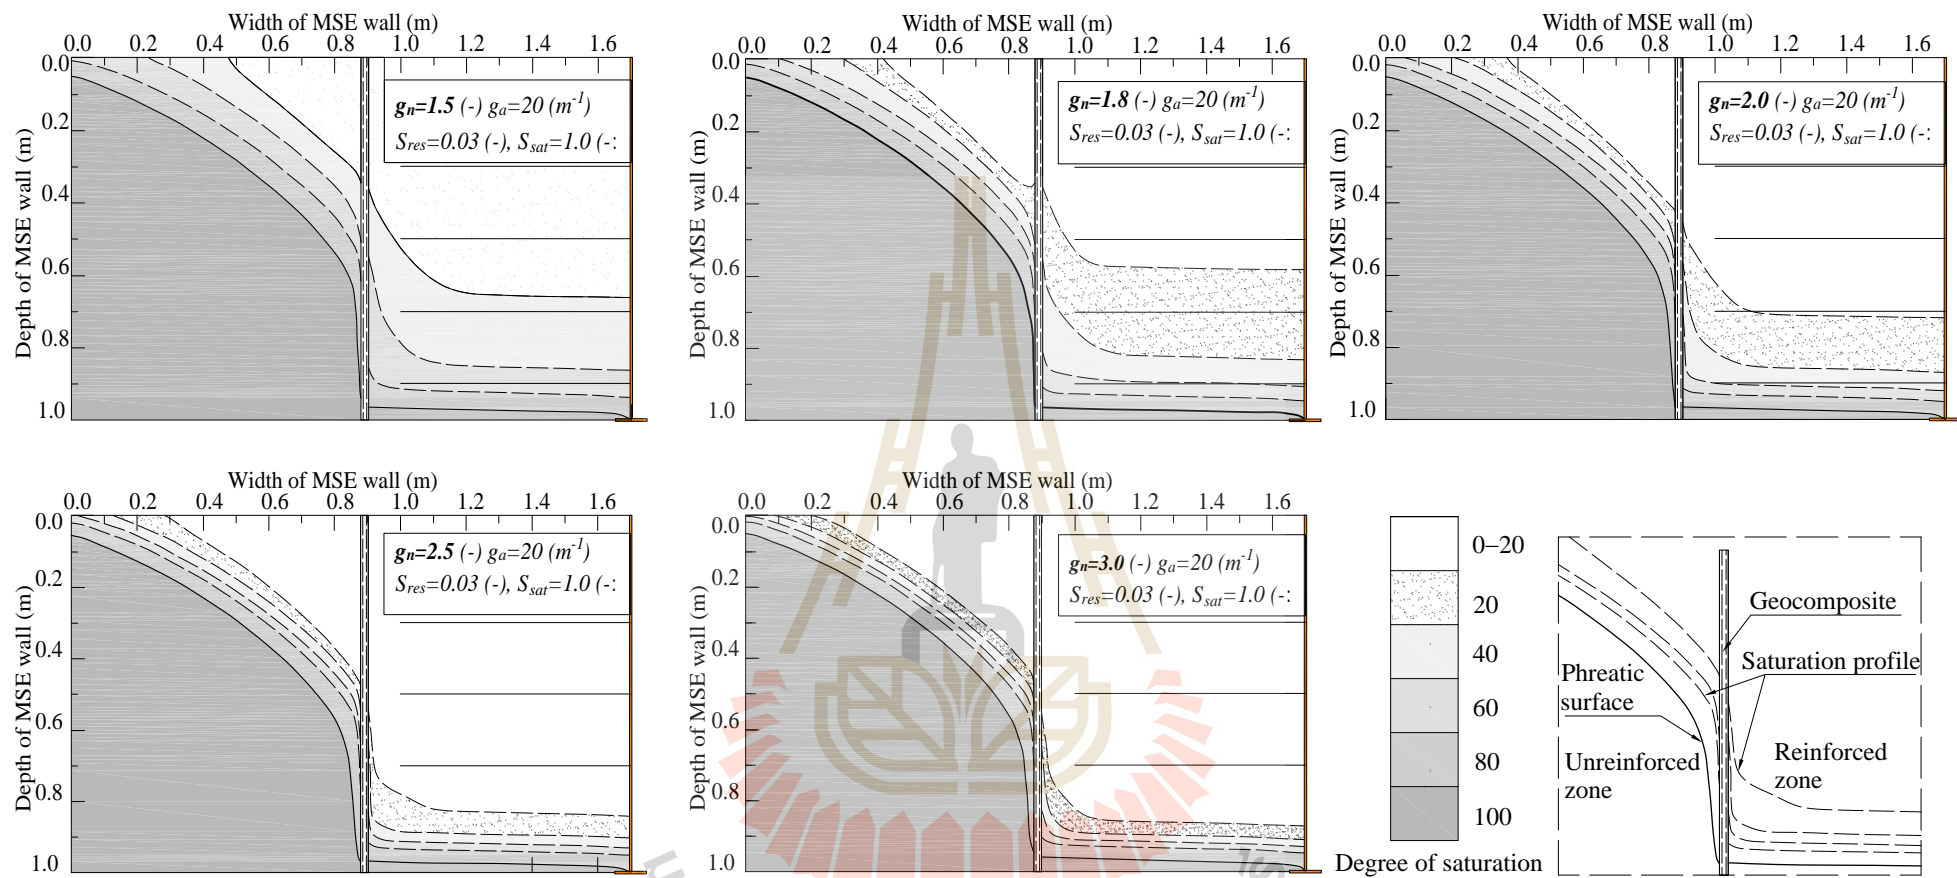 Width of MSE wall (m)
0.0 0.2 0.4 0.6 0.8 1.0 1.2 1.4 1.6
Depth of MSE wall (m)
0.0
0.2
0.4
0.6
0.8
1.0
gn=1.5 (-) ga=20 (m-1)
Sres=0.03 (-), Ssat=1.0 (-:
Width of MSE wall (m)
0.0 0.2 0.4 0.6 0.8 1.0 1.2 1.4 1.6
Depth of MSE wall (m)
0.0
0.2
0.4
0.6
0.8
1.0
gn=1.8 (-) ga=20 (m-1)
Sres=0.03 (-), Ssat=1.0 (-:
Width of MSE wall (m)
0.0 0.2 0.4 0.6 0.8 1.0 1.2 1.4 1.6
Depth of MSE wall (m)
0.0
0.2
0.4
0.6
0.8
1.0
gn=2.0 (-) ga=20 (m-1)
Sres=0.03 (-), Ssat=1.0 (-:
Width of MSE wall (m)
0.0 0.2 0.4 0.6 0.8 1.0 1.2 1.4 1.6
Depth of MSE wall (m)
0.0
0.2
0.4
0.6
0.8
1.0
gn=2.5 (-) ga=20 (m-1)
Sres=0.03 (-), Ssat=1.0 (-:
Width of MSE wall (m)
0.0 0.2 0.4 0.6 0.8 1.0 1.2 1.4 1.6
Depth of MSE wall (m)
0.0
0.2
0.4
0.6
0.8
1.0
gn=3.0 (-) ga=20 (m-1)
Sres=0.03 (-), Ssat=1.0 (-:
0–20
20
40
60
80
100
Degree of saturation
Geocomposite
Saturation profile
Phreatic
surface
Unreinforced
zone
Reinforced
zone